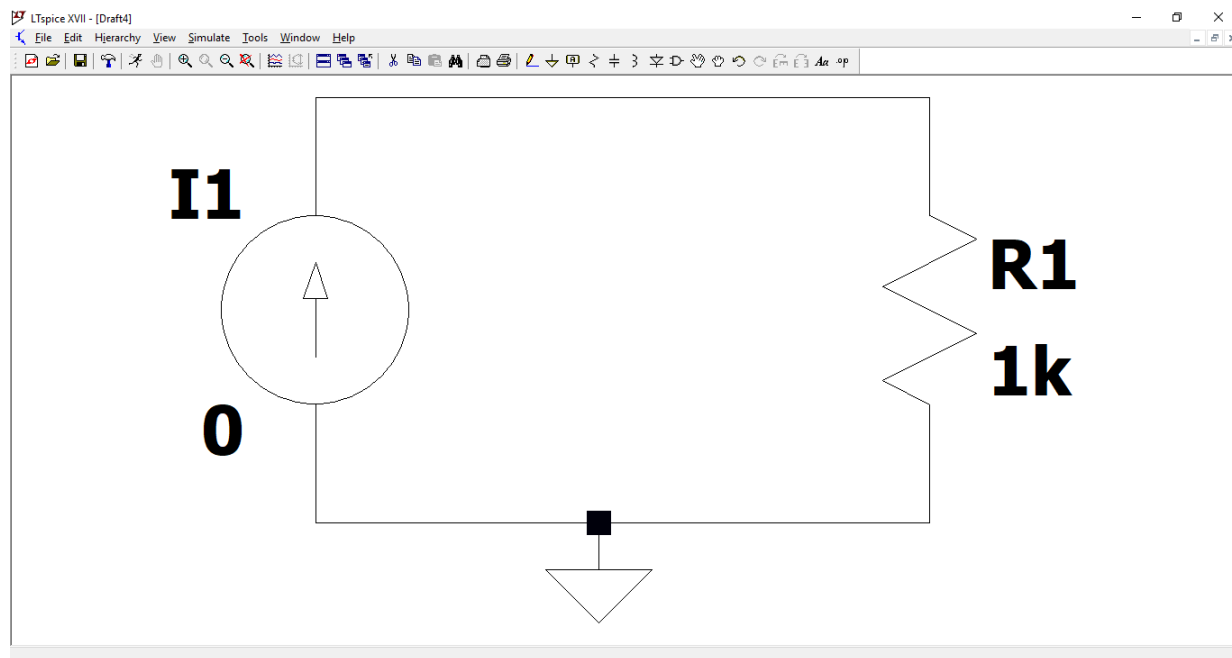 LTspice XVII - [Draft4]
File Edit Hierarchy View Simulate Tools Window Help
Aa .op
I1
0
R1
1k